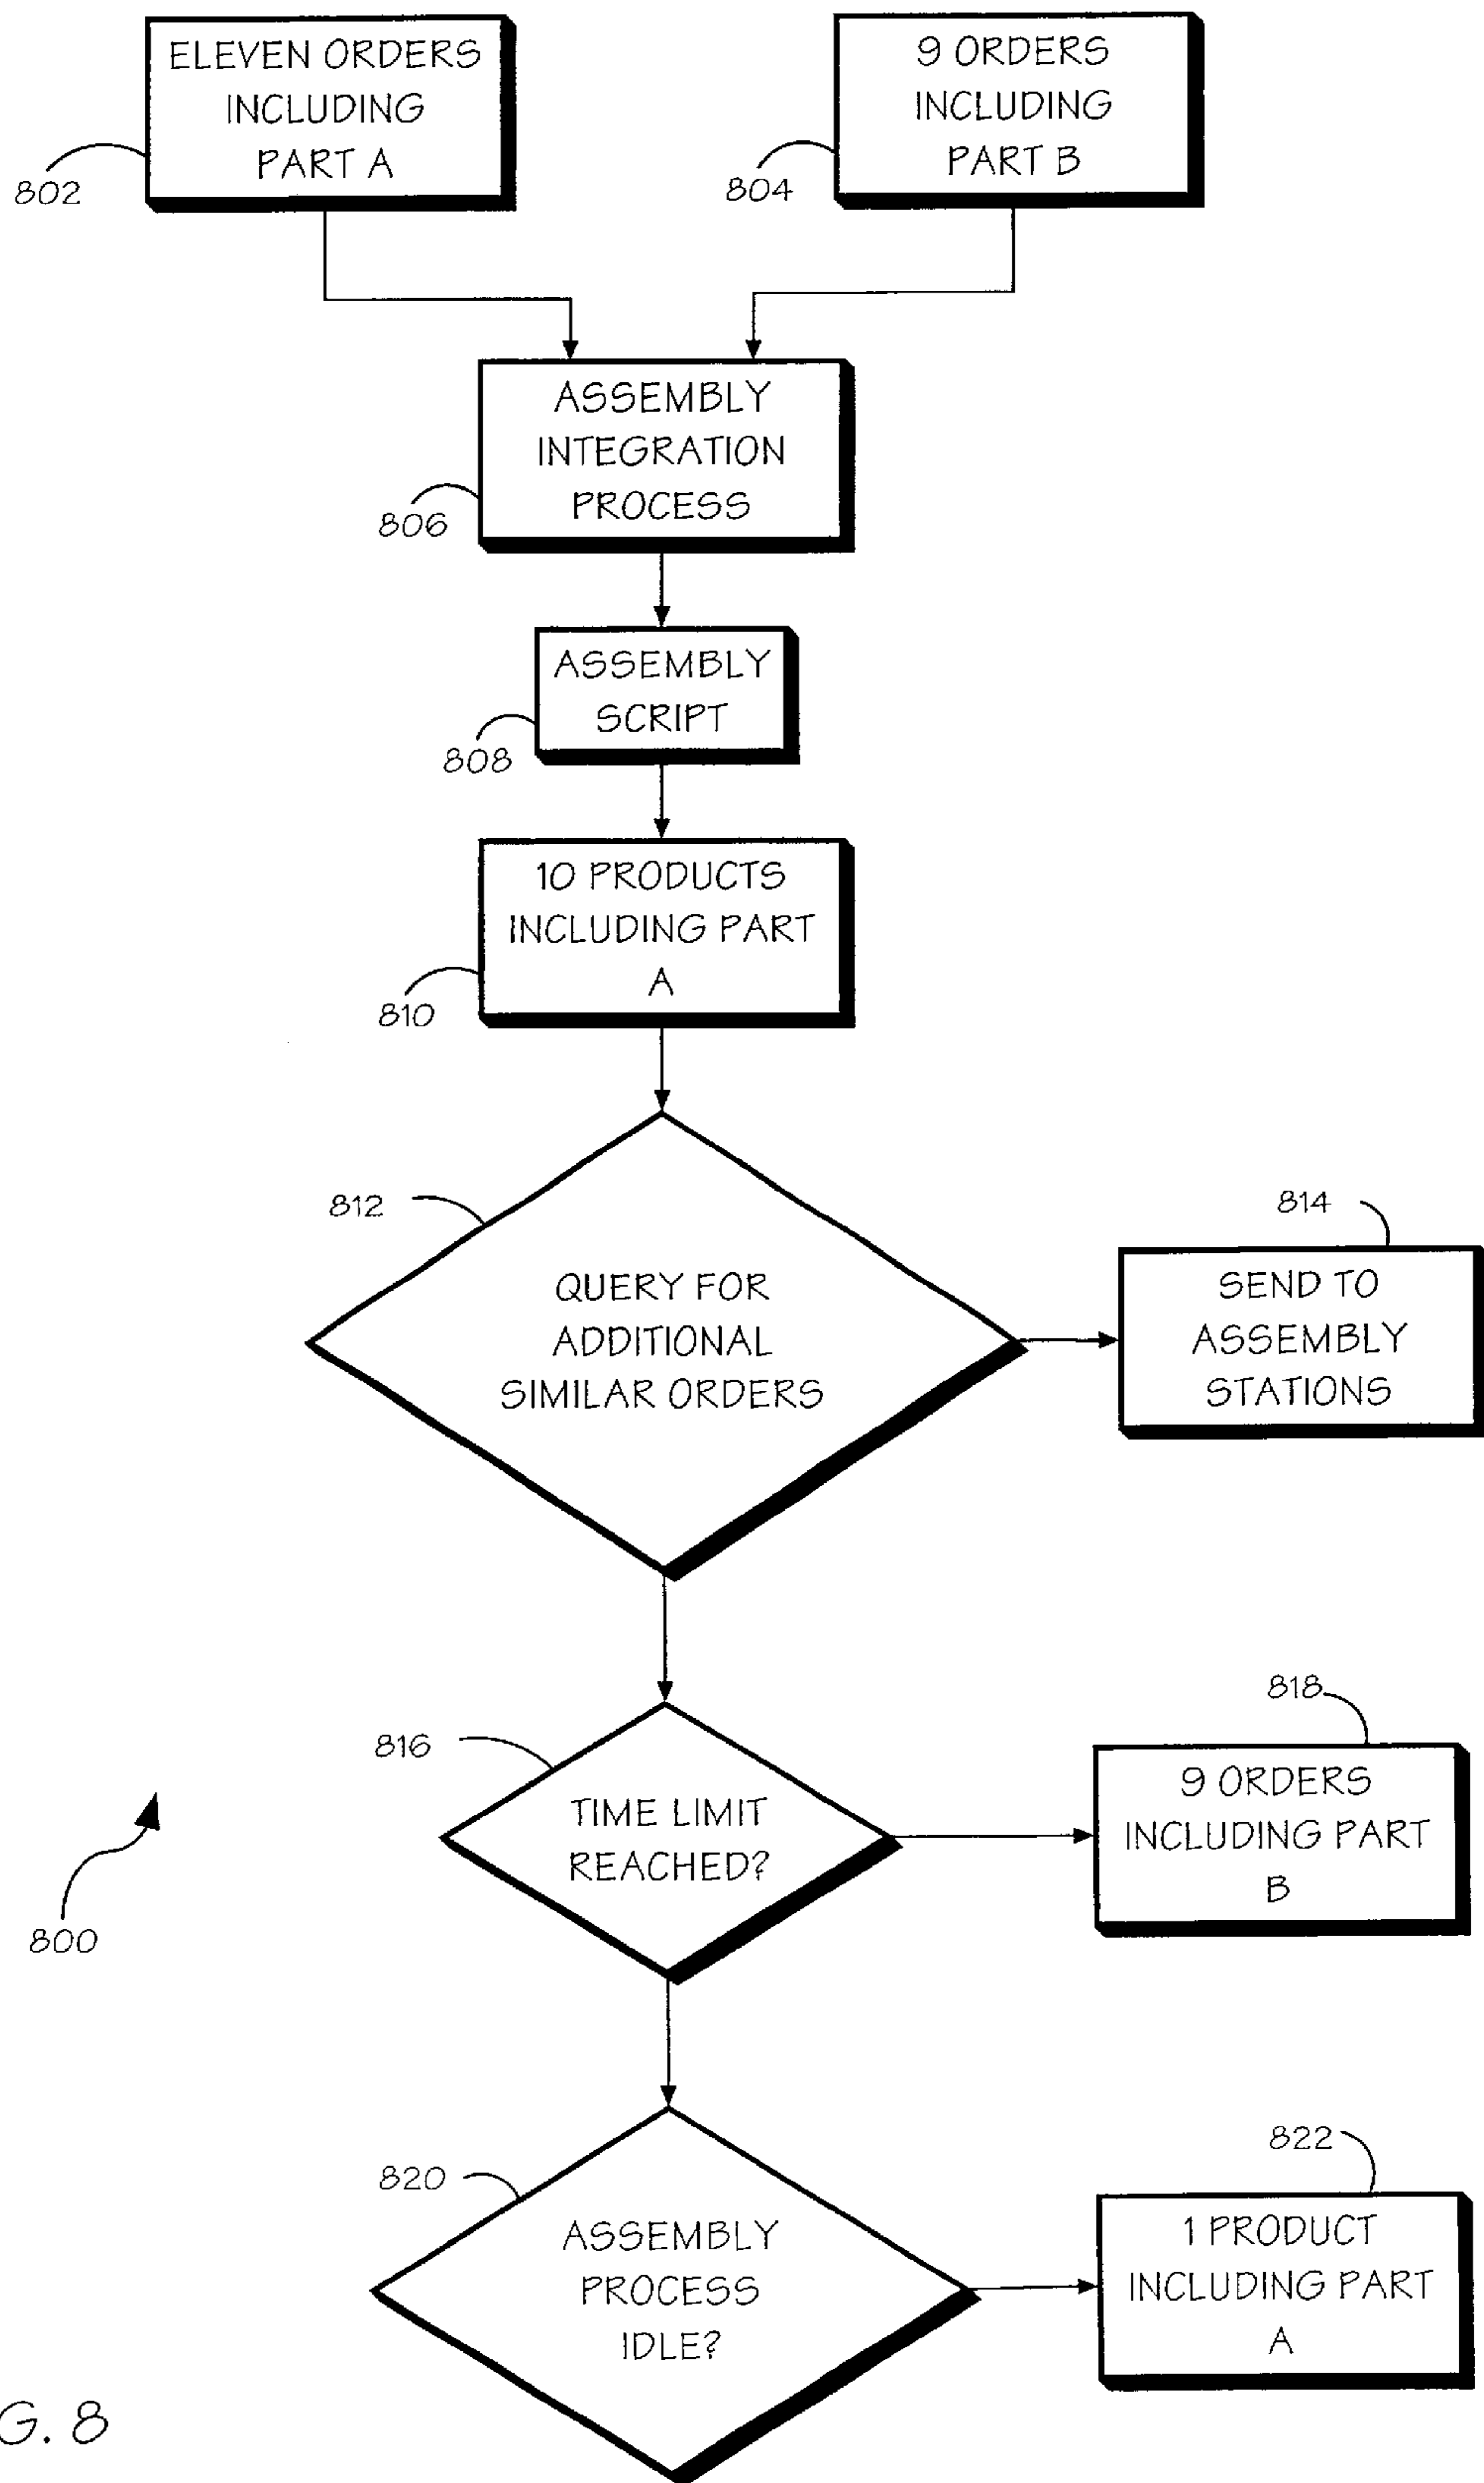 ELEVEN ORDERS
INCLUDING
PART A
802
9 ORDERS
INCLUDING
PART B
804
ASSEMBLY
INTEGRATION
PROCESS
806
ASSEMBLY
SCRIPT
808
10 PRODUCTS
INCLUDING PART
A
810
812
QUERY FOR
ADDITIONAL
SIMILAR ORDERS
814
SEND TO
ASSEMBLY
STATIONS
816
TIME LIMIT
REACHED?
818
9 ORDERS
INCLUDING PART
B
800
820
ASSEMBLY
PROCESS
IDLE?
822
1 PRODUCT
INCLUDING PART
A
G. 8